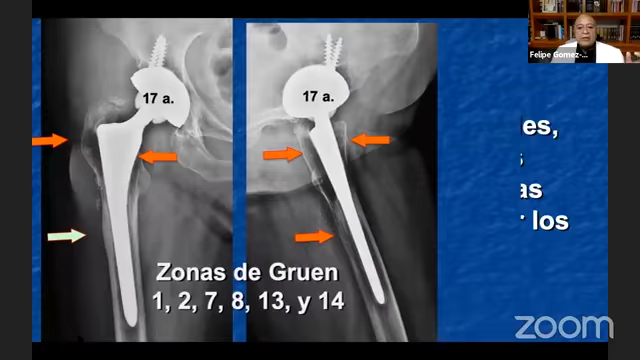 Felipe Gomez-...
17 a.
17 a.
es,
as
los
Zonas de Gruen
1, 2, 7, 8, 13, y 14
zoom